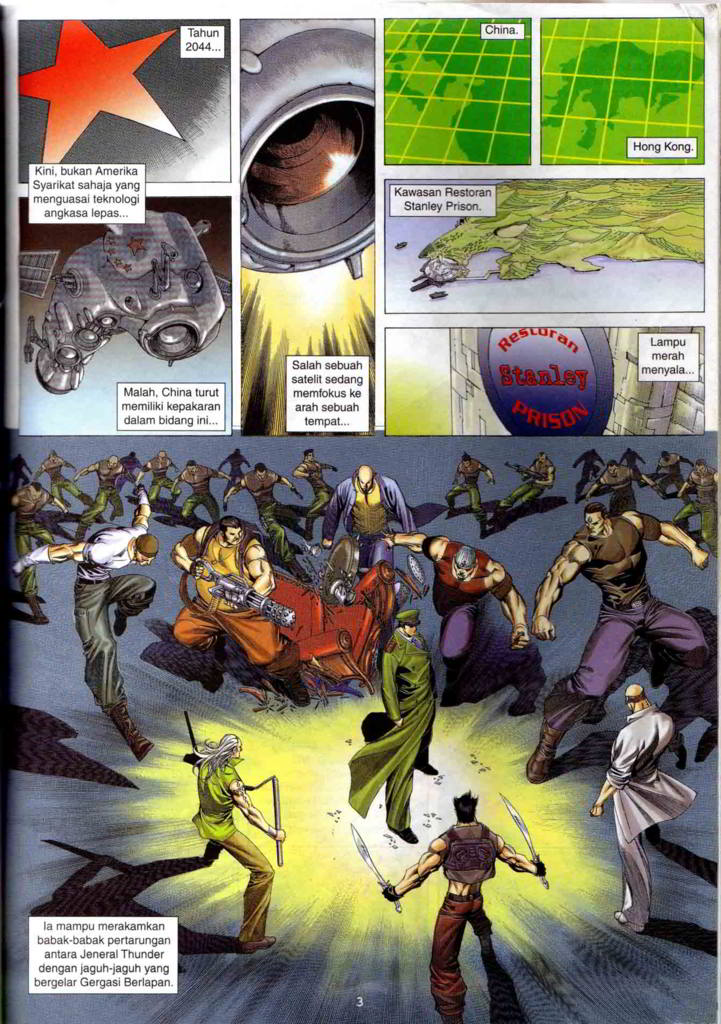 Tahun
2044...
Kini, bukan Amerika
Syarikat sahaja yang
menguasai teknologi
angkasa lepas...
Malah, China turut
memiliki kepakaran
dalam bidang ini...
Salah sebuah
satelit sedang
memfokus ke
arah sebuah
tempat...
China.
Hong Kong.
Kawasan Restoran
Stanley Prison.
Restoran
Stanley
PRISON
Lampu
merah
menyala...
Ia mampu merakamkan
babak-babak pertarungan
antara Jeneral Thunder
dengan jaguh-jaguh yang
bergelar Gergasi Berlapan.
3